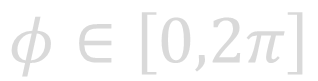 𝜙 ∈ [0,2𝜋]